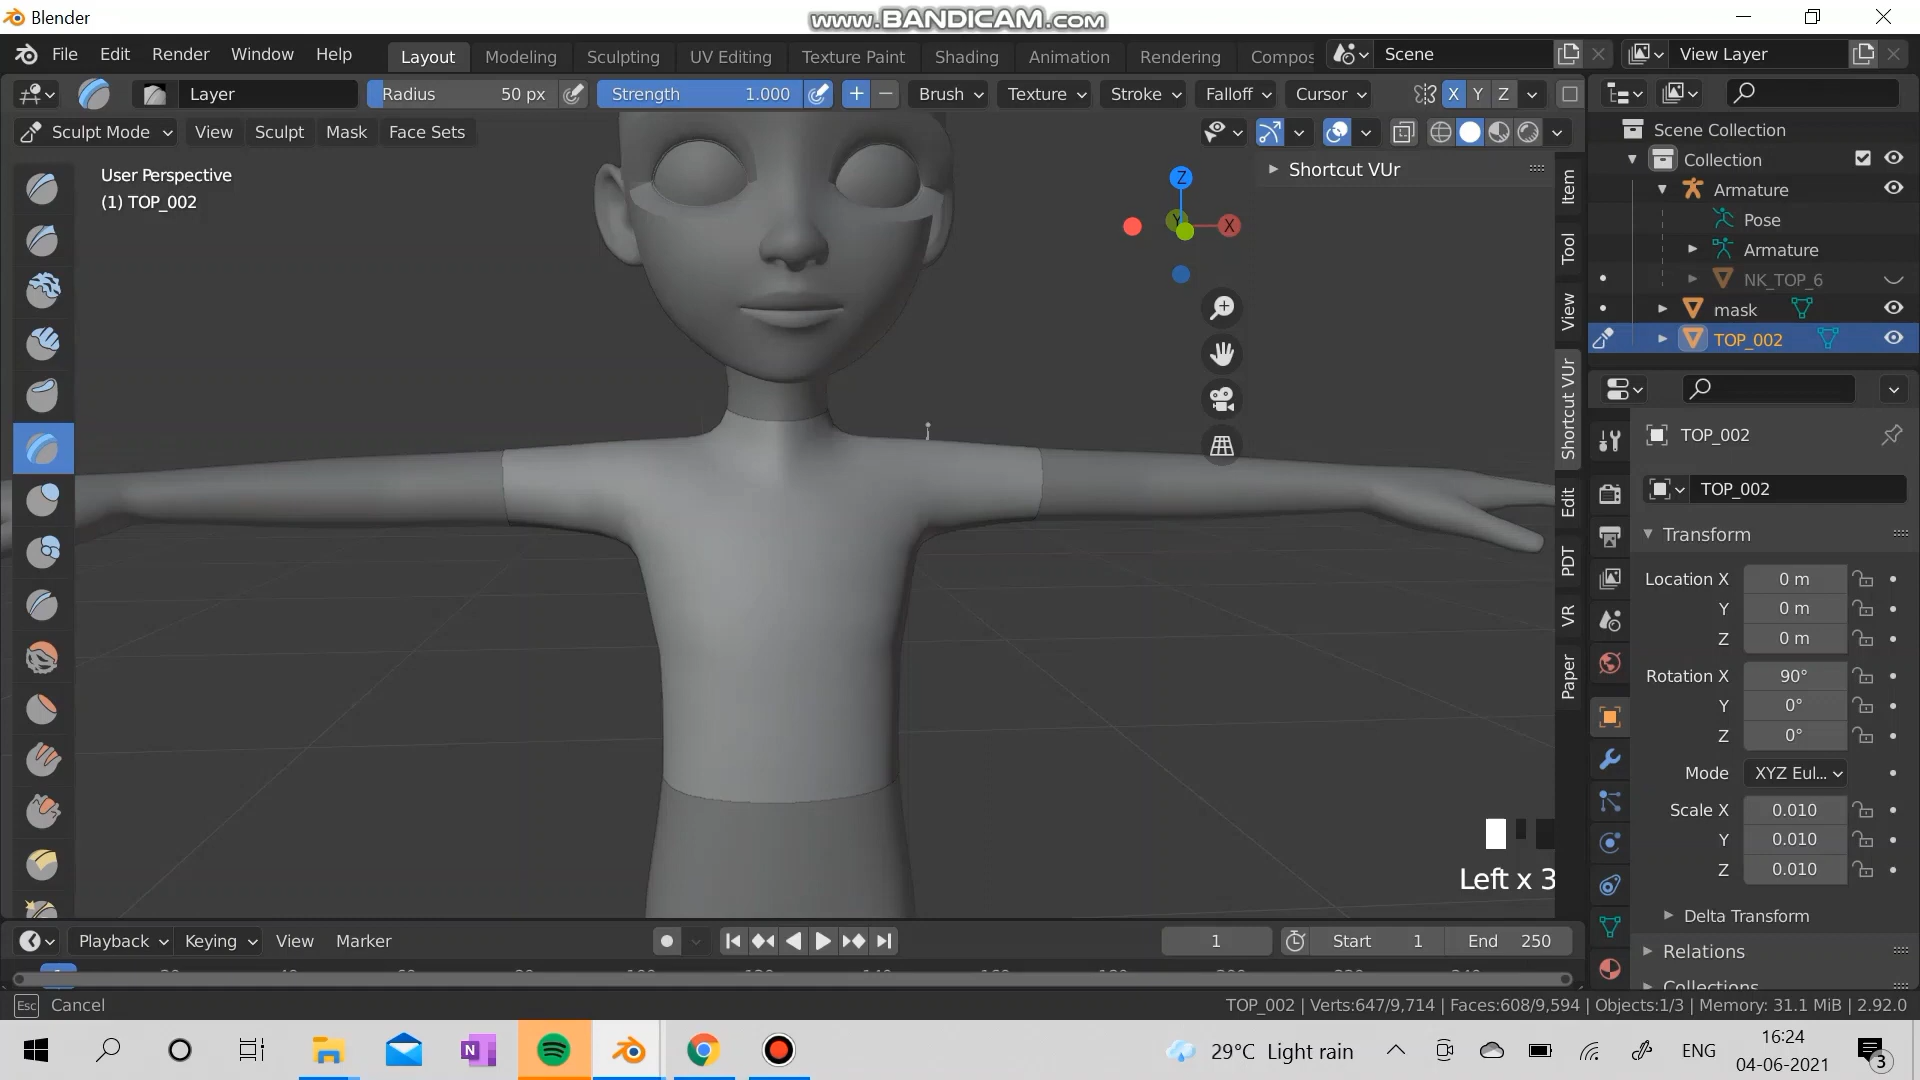 Blender
www.BANDICAM.com
File Edit Render Window Help
Layout Modeling Sculpting UV Editing Texture Paint Shading Animation Rendering Compos
Scene
View Layer
Layer
Radius 50 px
Strength 1.000
Brush Texture Stroke Falloff Cursor
X Y Z
Sculpt Mode View Sculpt Mask Face Sets
User Perspective
(1) TOP_002
Shortcut VUr
Z
Y
X
Item
Tool
View
Shortcut VUr
Edit
PDT
VR
Paper
Left x 3
Scene Collection
Collection
Armature
Pose
Armature
NK_TOP_6
mask
TOP_002
TOP_002
TOP_002
Transform
Location X 0 m
Y 0 m
Z 0 m
Rotation X 90°
Y 0°
Z 0°
Mode XYZ Eul...
Scale X 0.010
Y 0.010
Z 0.010
Delta Transform
Relations
Collections
Playback Keying View Marker
1
Start 1
End 250
Esc Cancel
TOP_002 | Verts:647/9,714 | Faces:608/9,594 | Objects:1/3 | Memory: 31.1 MiB | 2.92.0
N
29°C Light rain
ENG
16:24
04-06-2021
3